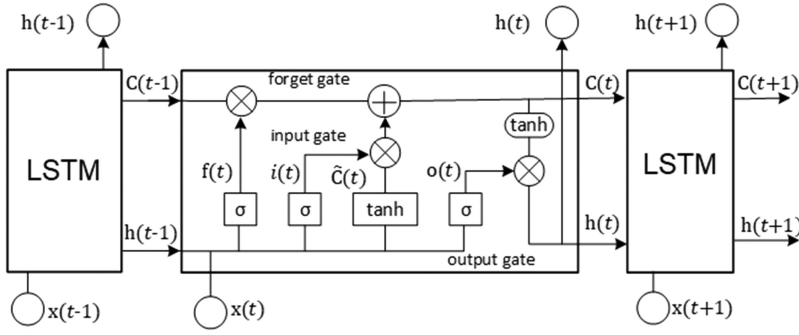 h(t-1)
h(t)
h(t+1)
C(t-1)
forget gate
C(t)
C(t+1)
tanh
input gate
LSTM
f(t)
i(t)
C̃(t)
o(t)
LSTM
σ
σ
tanh
σ
h(t-1)
h(t)
h(t+1)
output gate
x(t-1)
x(t)
x(t+1)